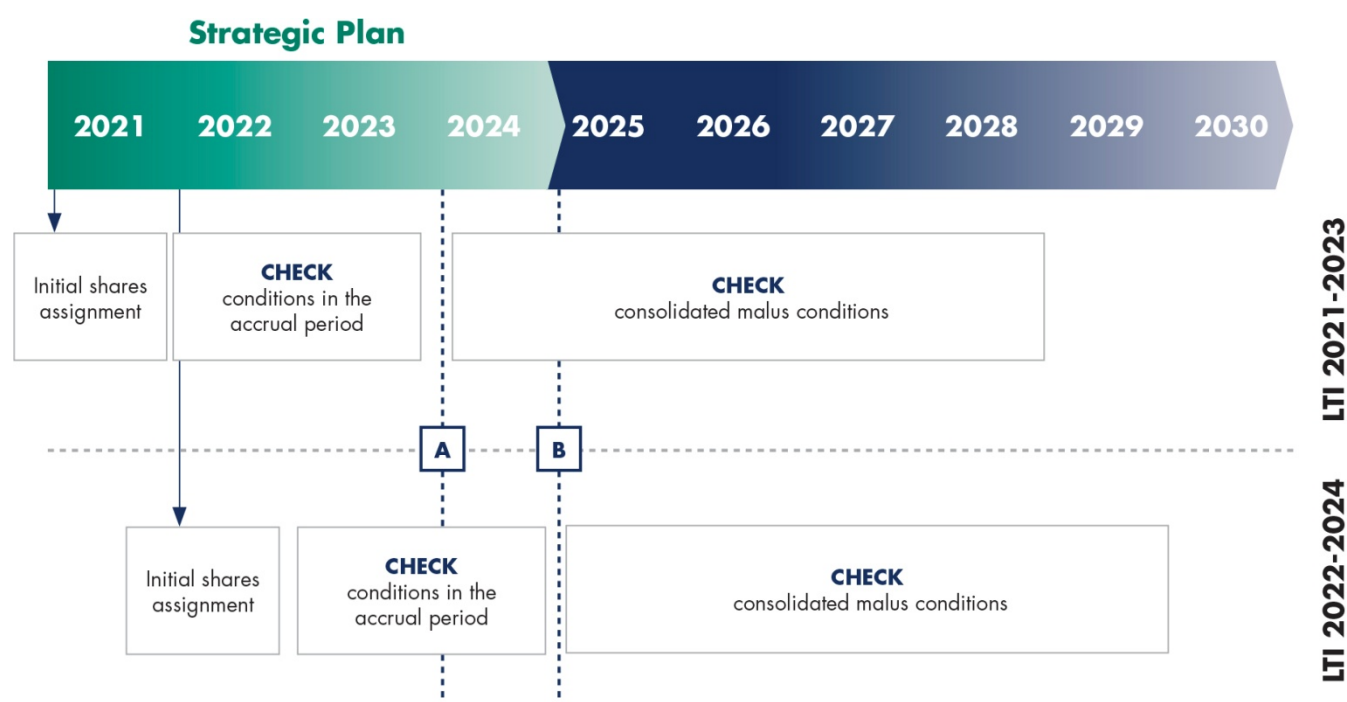 Strategic Plan
2021 2022 2023 2024 2025 2026 2027 2028 2029 2030
Initial shares
assignment
CHECK
conditions in the
accrual period
CHECK
consolidated malus conditions
LTI 2021-2023
A
B
Initial shares
assignment
CHECK
conditions in the
accrual period
CHECK
consolidated malus conditions
LTI 2022-2024